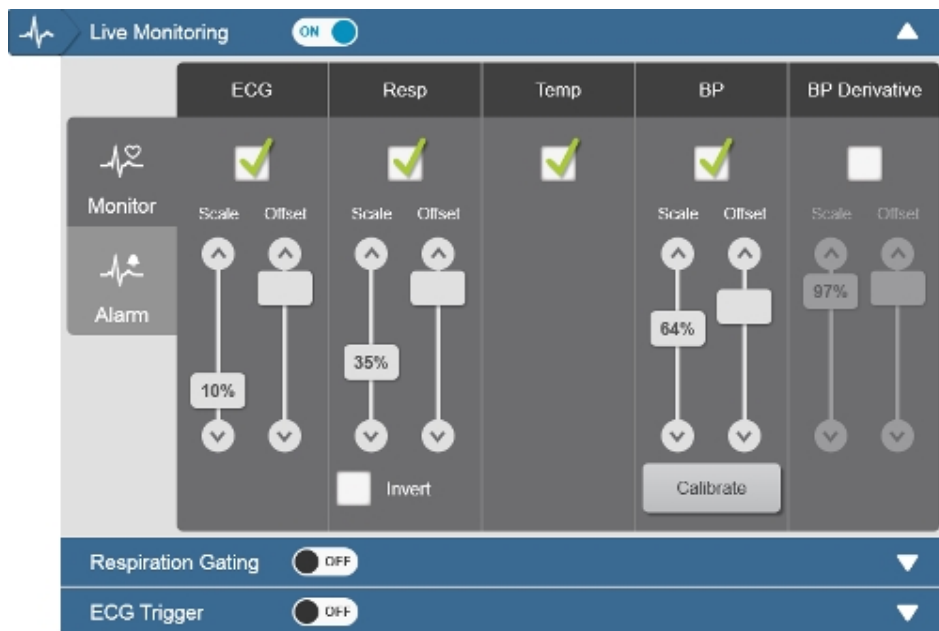 Live Monitoring ON
ECG Resp Temp BP BP Derivative
Monitor
Scale Offset Scale Offset Scale Offset Scale Offset
Alarm
97%
64%
35%
10%
Invert Calibrate
Respiration Gating OFF
ECG Trigger OFF